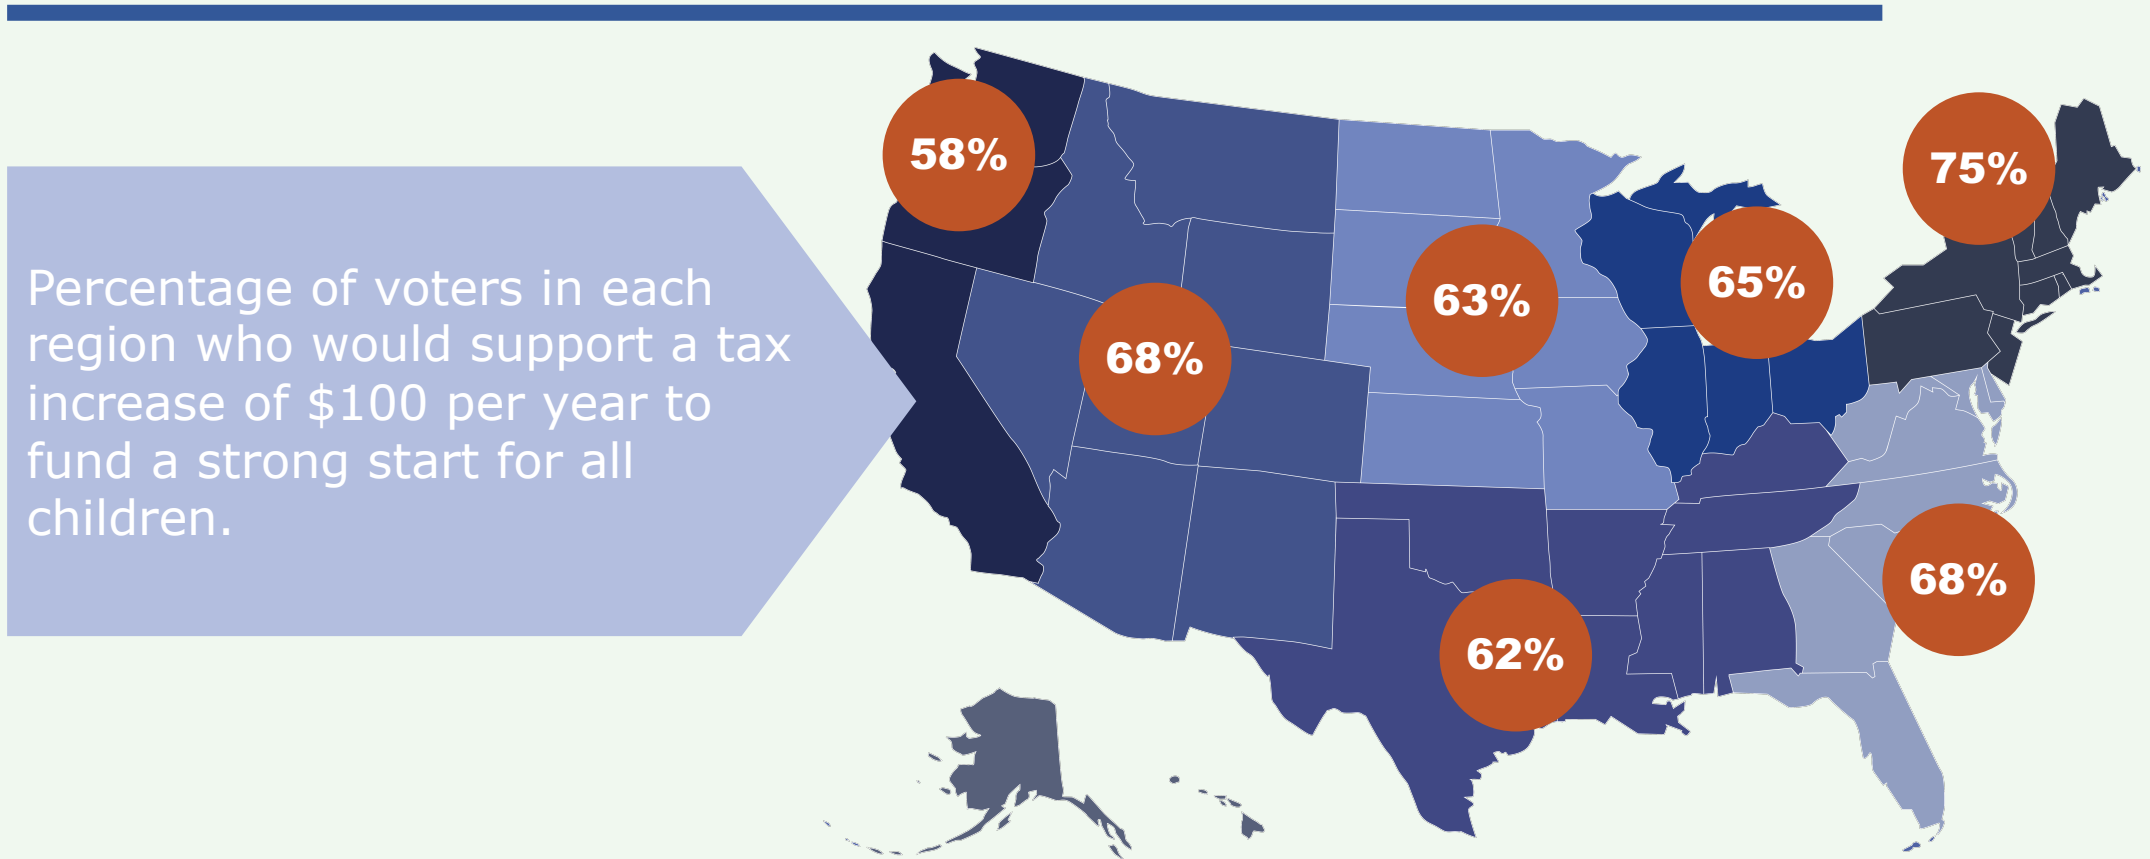 Percentage of voters in each
region who would support a tax
increase of $100 per year to
fund a strong start for all
children.
58%
75%
63%
65%
68%
68%
62%